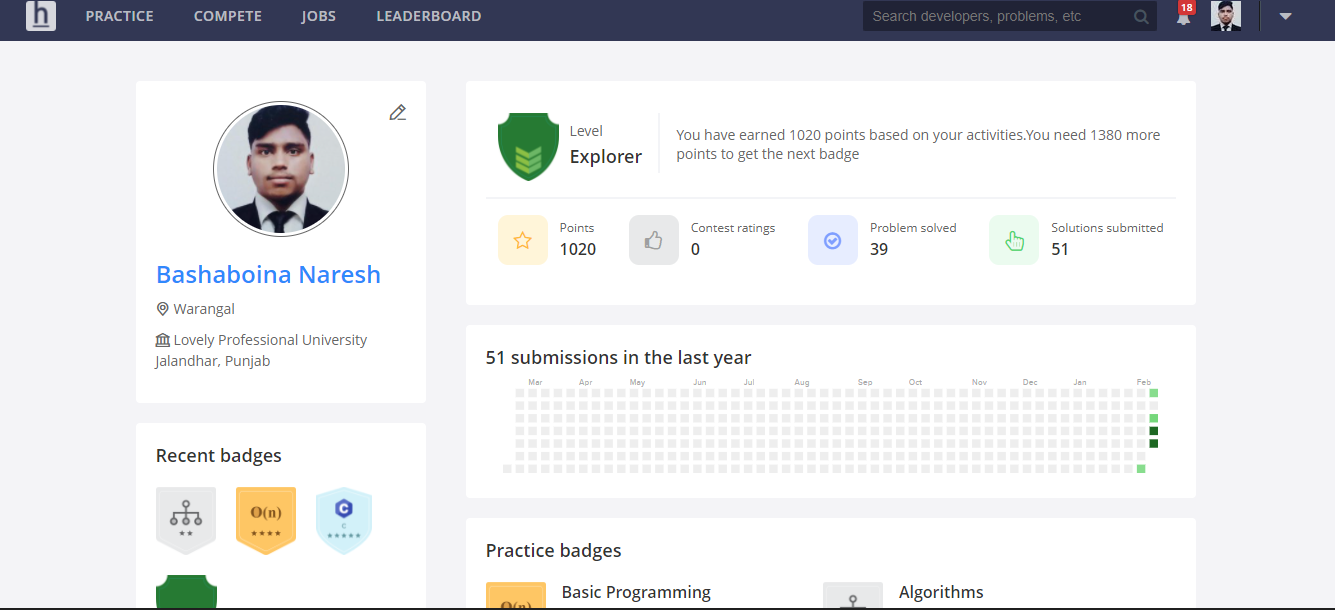 h PRACTICE COMPETE JOBS LEADERBOARD Search developers, problems, etc 18
Level
Explorer
You have earned 1020 points based on your activities.You need 1380 more
points to get the next badge
Points
1020
Contest ratings
0
Problem solved
39
Solutions submitted
51
Bashaboina Naresh
Warangal
Lovely Professional University
Jalandhar, Punjab
51 submissions in the last year
Mar Apr May Jun Jul Aug Sep Oct Nov Dec Jan Feb
Recent badges
O(n)
C
C
Practice badges
O(n)
Basic Programming
Algorithms